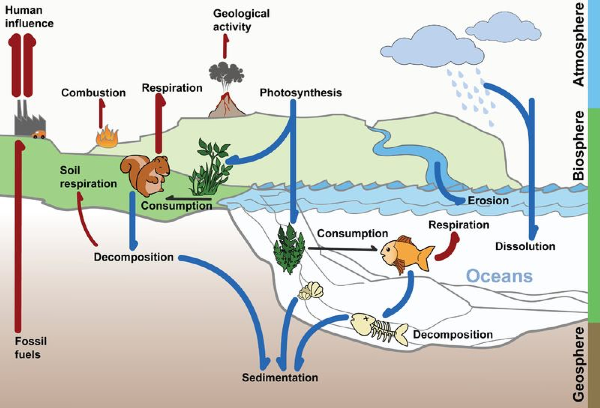 Human
influence
Geological
activity
Combustion
Respiration
Photosynthesis
Atmosphere
Soil
respiration
Consumption
Biosphere
Erosion
Consumption
Respiration
Dissolution
Decomposition
Oceans
Decomposition
Fossil
fuels
Sedimentation
Geosphere